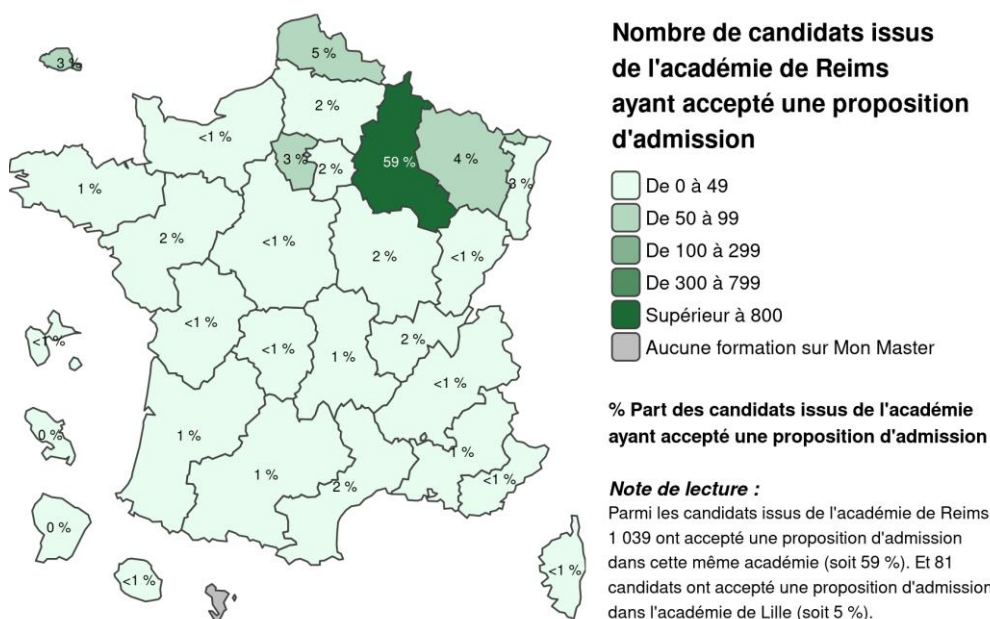 Nombre de candidats issus
de l'académie de Reims
ayant accepté une proposition
d'admission
De 0 à 49
De 50 à 99
De 100 à 299
De 300 à 799
Supérieur à 800
Aucune formation sur Mon Master
% Part des candidats issus de l'académie
ayant accepté une proposition d'admission
Note de lecture :
Parmi les candidats issus de l'académie de Reims
1 039 ont accepté une proposition d'admission
dans cette même académie (soit 59 %). Et 81
candidats ont accepté une proposition d'admission
dans l'académie de Lille (soit 5 %).
5 %
3 %
2 %
<1 %
3 %
2 %
59 %
4 %
3 %
1 %
2 %
<1 %
2 %
<1 %
<1 %
<1 %
<1 %
1 %
2 %
<1 %
1 %
1 %
2 %
1 %
<1 %
0 %
0 %
<1 %
<1 %